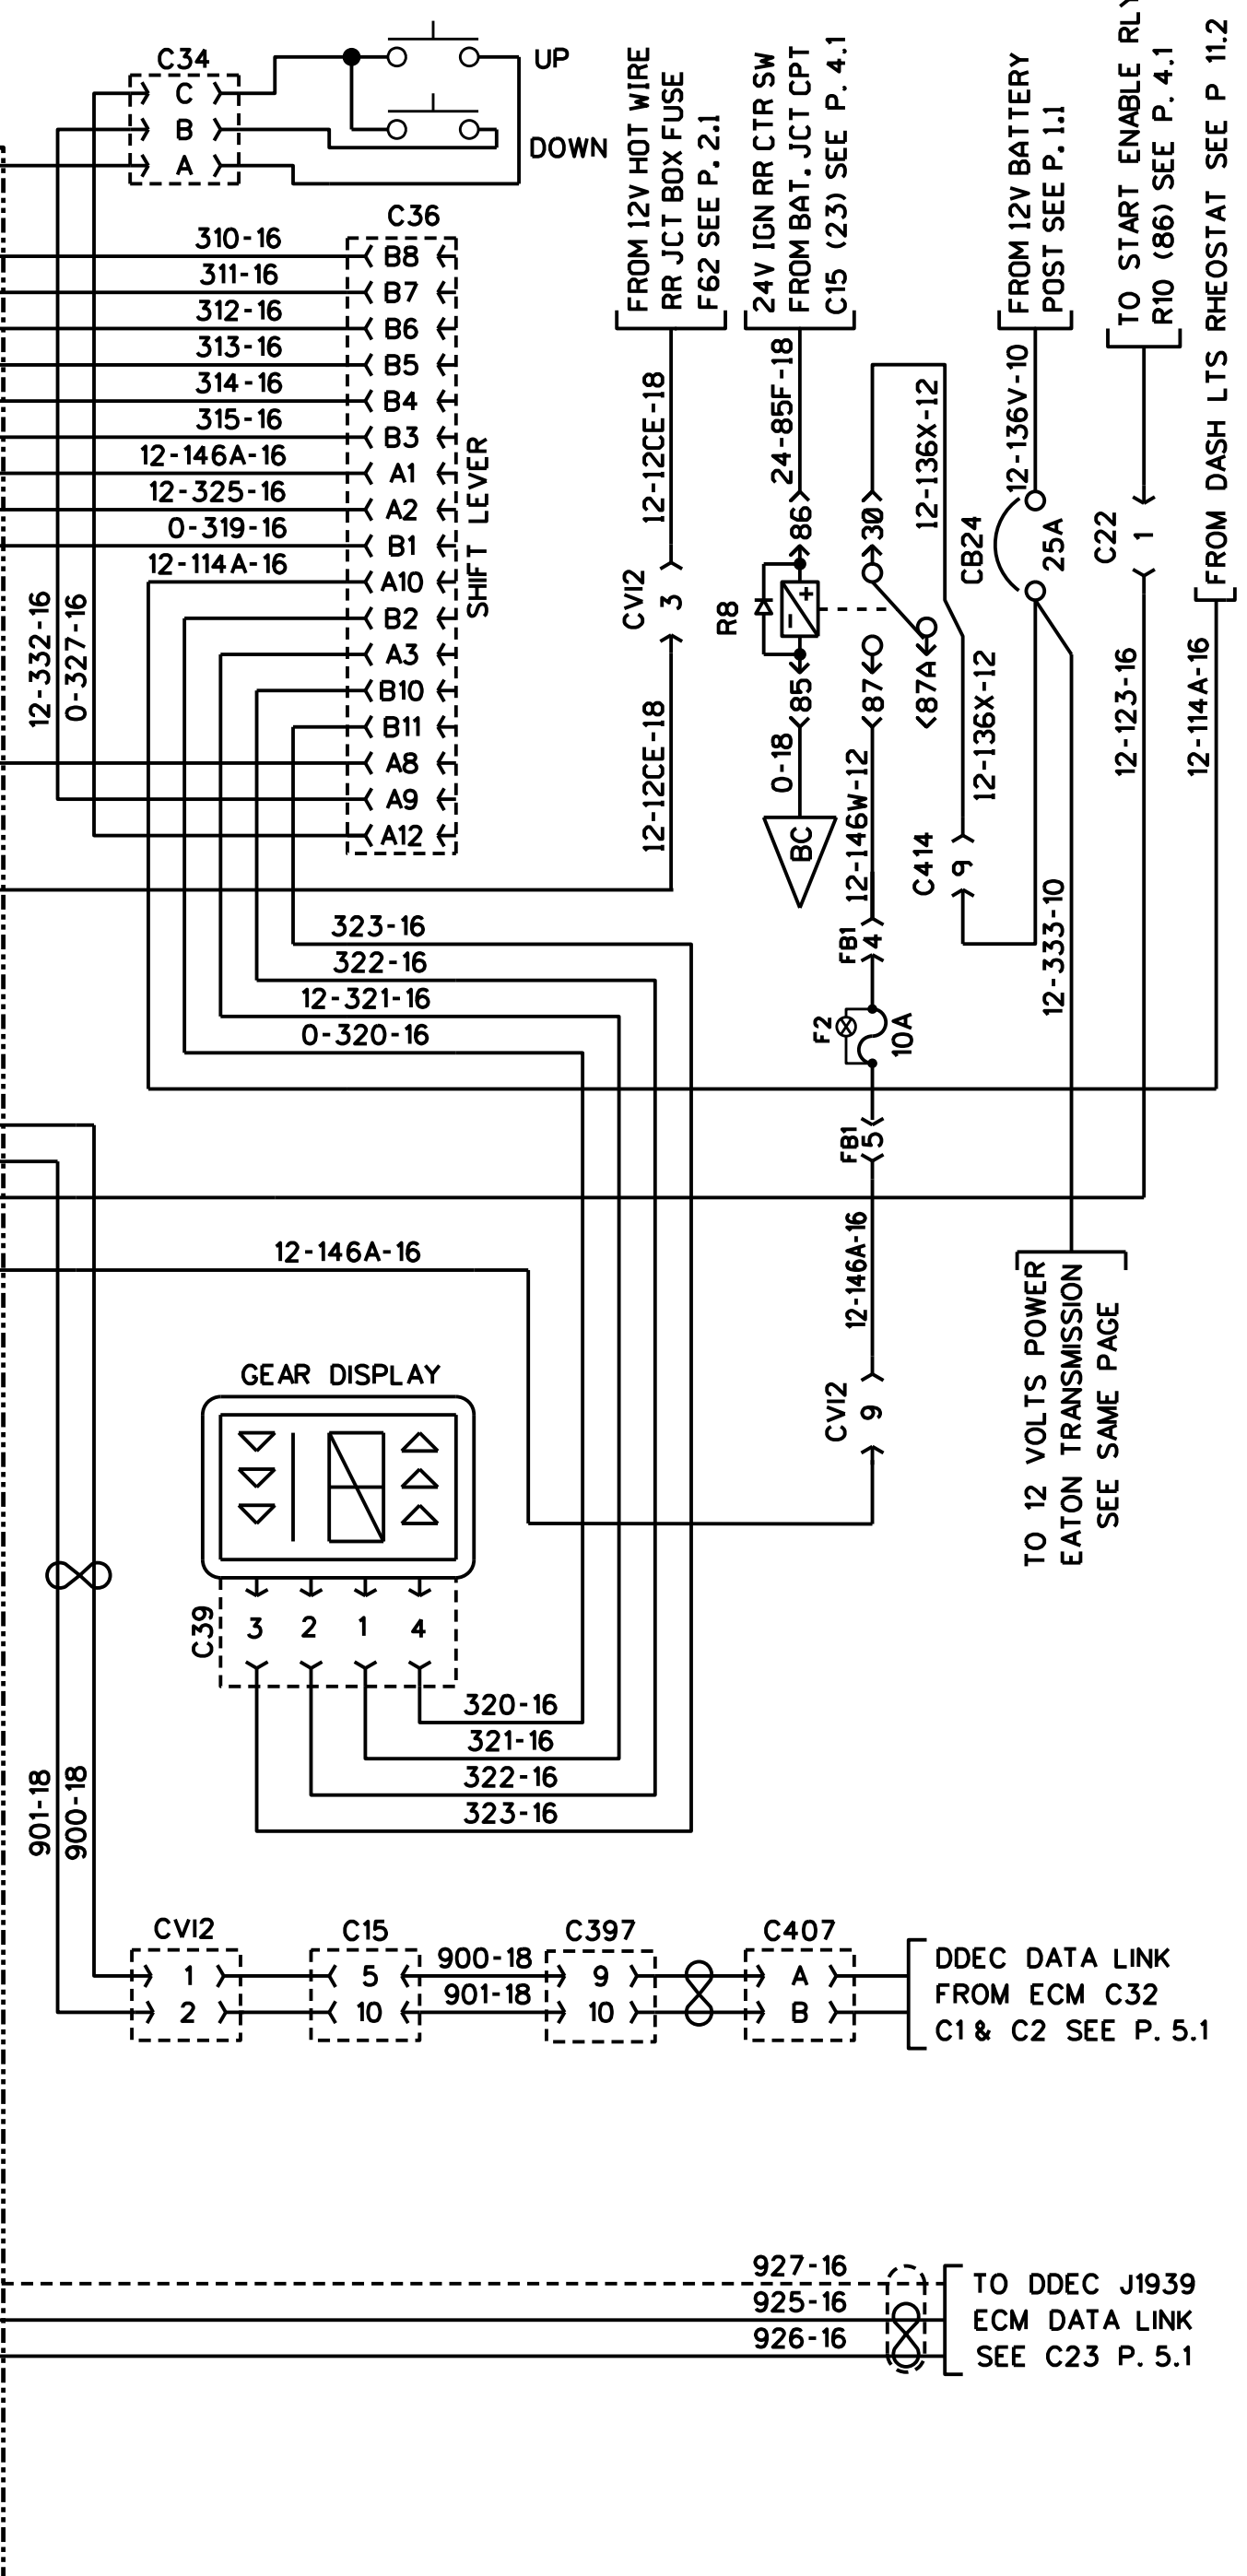 C34
C
B
A
UP
DOWN
C36
310-16
B8
311-16
B7
312-16
B6
313-16
B5
314-16
B4
315-16
B3
12-146A-16
A1
12-325-16
A2
0-319-16
B1
12-114A-16
A10
B2
A3
B10
B11
A8
A9
A12
SHIFT LEVER
12-332-16
0-327-16
FROM 12V HOT WIRE
RR JCT BOX FUSE
F62 SEE P. 2.1
12-12CE-18
CVI2
3
12-12CE-18
24V IGN RR CTR SW
FROM BAT. JCT CPT
C15 (23) SEE P. 4.1
24-85F-18
86
R8
+
-
85
0-18
BC
30
87
87A
12-136X-12
12-136X-12
C414
9
FROM 12V BATTERY
POST SEE P. 1.1
12-136V-10
CB24
25A
12-333-10
TO START ENABLE RLY
R10 (86) SEE P. 4.1
C22
1
12-123-16
FROM DASH LTS RHEOSTAT SEE P 11.2
12-114A-16
12-146W-12
FB1
4
F2
10A
FB1
5
12-146A-16
CVI2
9
323-16
322-16
12-321-16
0-320-16
12-146A-16
TO 12 VOLTS POWER
EATON TRANSMISSION
SEE SAME PAGE
GEAR DISPLAY
C39
3 2 1 4
320-16
321-16
322-16
323-16
901-18
900-18
CVI2
1
2
C15
5
10
900-18
901-18
C397
9
10
C407
A
B
DDEC DATA LINK
FROM ECM C32
C1 & C2 SEE P. 5.1
927-16
925-16
926-16
TO DDEC J1939
ECM DATA LINK
SEE C23 P. 5.1